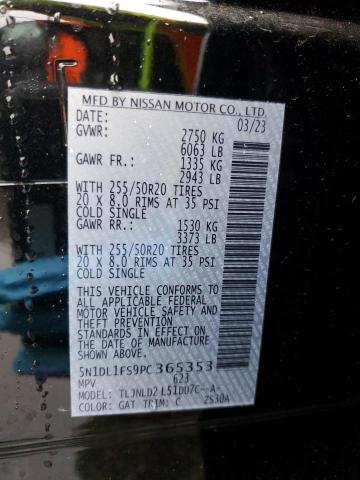 MFD BY NISSAN MOTOR CO., LTD.
DATE: 03/23
GVWR: 2750 KG
6063 LB
GAWR FR.: 1335 KG
2943 LB
WITH 255/50R20 TIRES
20 X 8.0 RIMS AT 35 PSI
COLD SINGLE
GAWR RR.: 1530 KG
3373 LB
WITH 255/50R20 TIRES
20 X 8.0 RIMS AT 35 PSI
COLD SINGLE
THIS VEHICLE CONFORMS TO
ALL APPLICABLE FEDERAL
MOTOR VEHICLE SAFETY AND
THEFT PREVENTION
STANDARDS IN EFFECT ON
THE DATE OF MANUFACTURE
SHOWN ABOVE.
5N1DL1FS9PC365353
MPV 623
MODEL: TLJNLD2 L51DD7C--A-
COLOR: GAT TRIM: C 2S30A